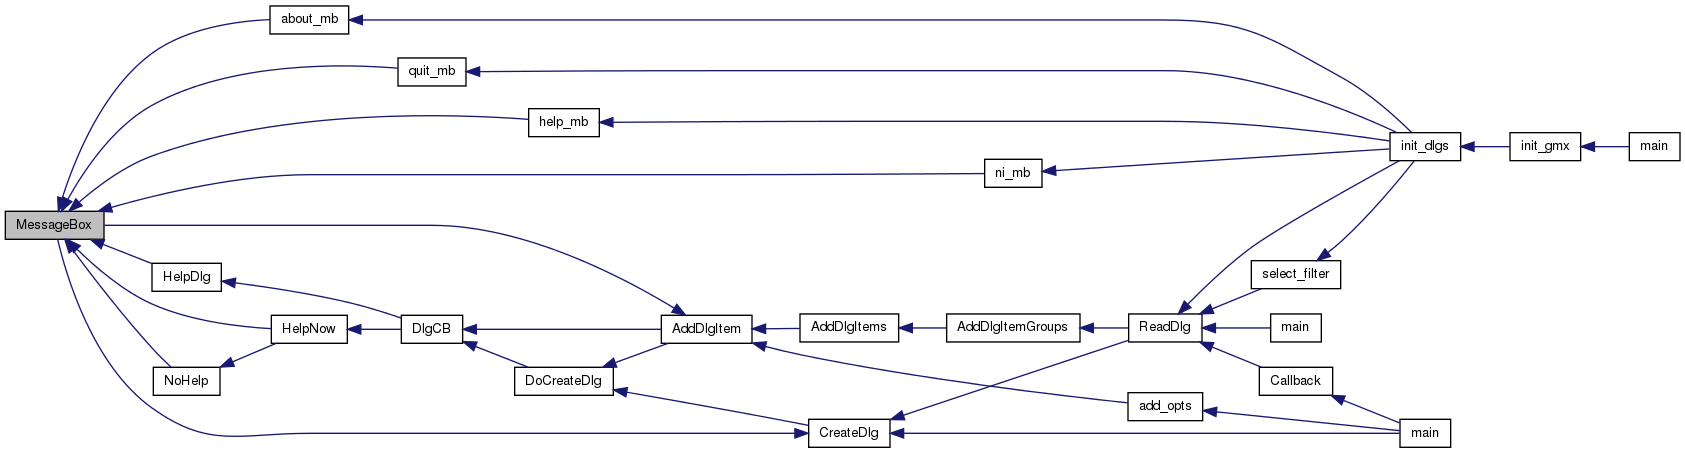 about_mb
quit_mb
help_mb
init_dlgs
init_gmx
main
ni_mb
MessageBox
HelpDlg
select_filter
HelpNow
DlgCB
AddDlgItem
AddDlgItems
AddDlgItemGroups
ReadDlg
main
NoHelp
DoCreateDlg
Callback
add_opts
CreateDlg
main